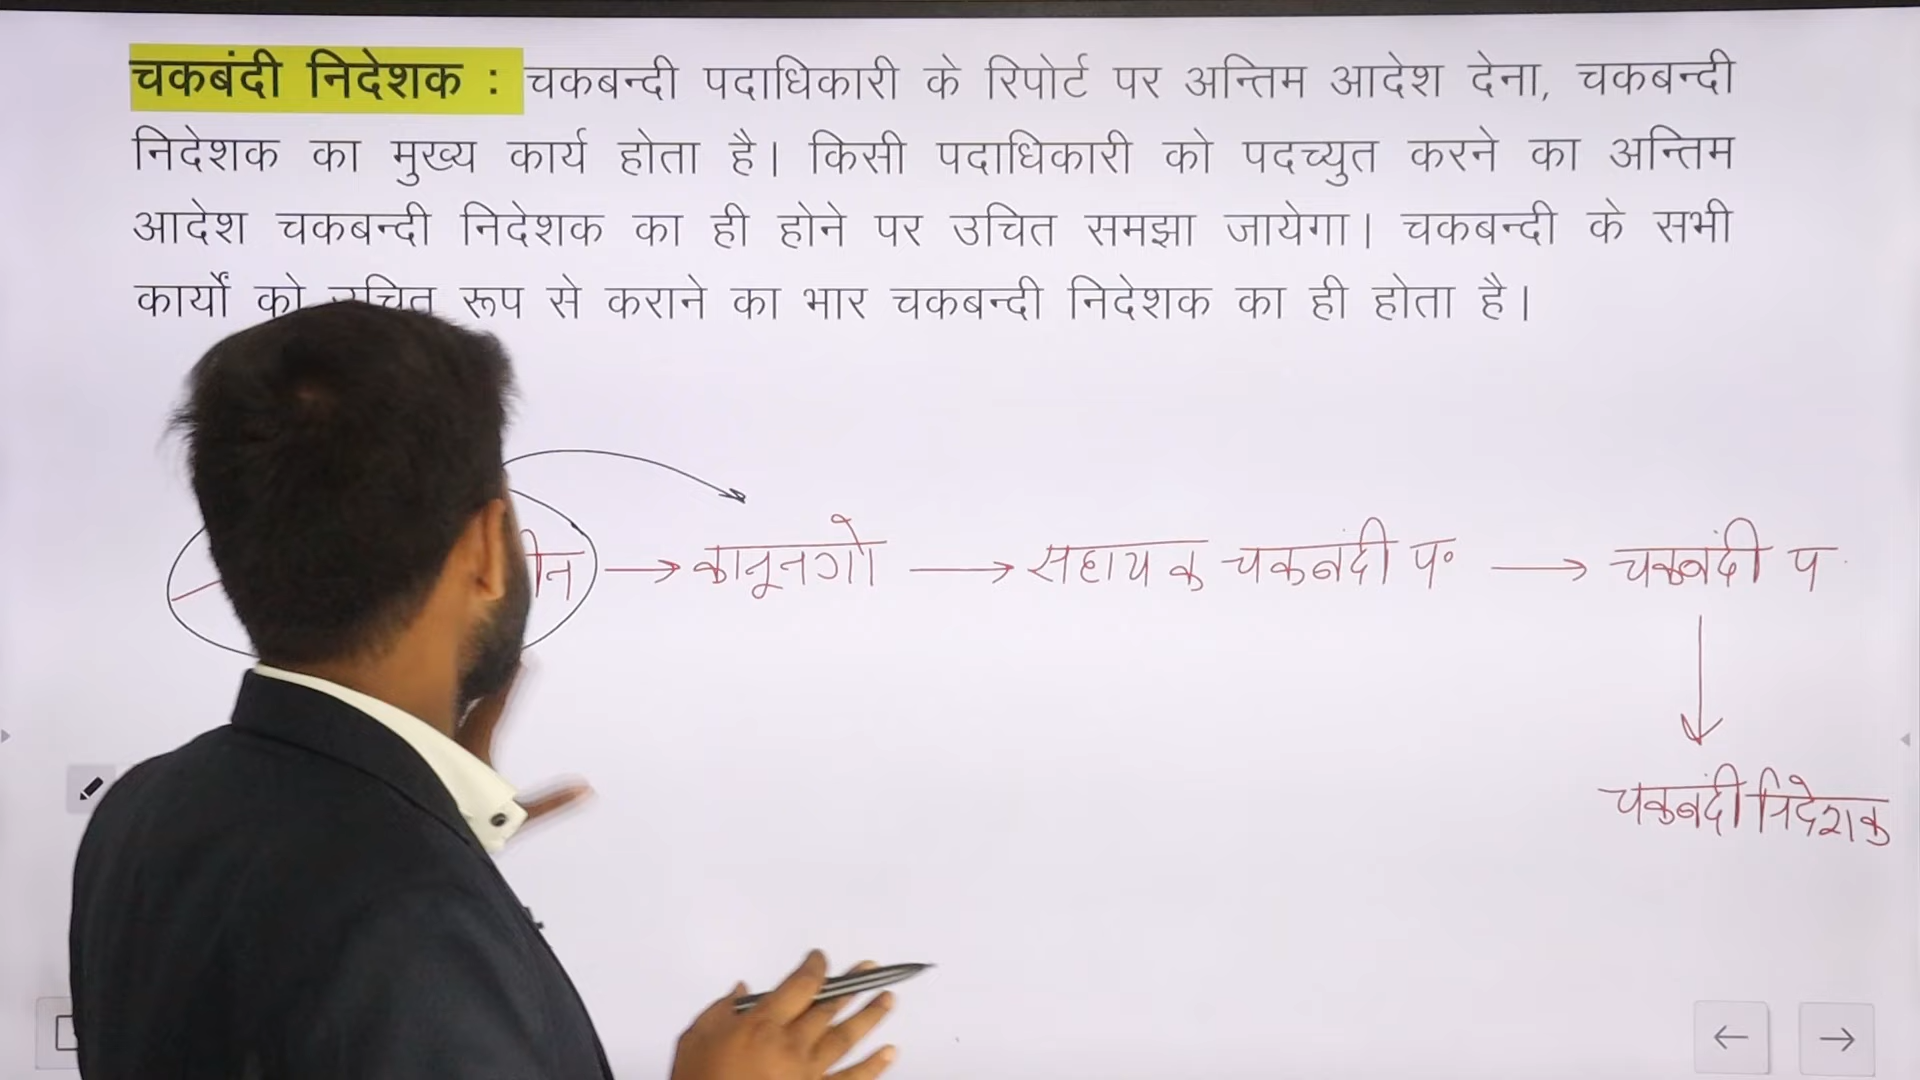 चकबंदी निदेशक : चकबन्दी पदाधिकारी के रिपोर्ट पर अन्तिम आदेश देना, चकबन्दी
निदेशक का मुख्य कार्य होता है। किसी पदाधिकारी को पदच्युत करने का अन्तिम
आदेश चकबन्दी निदेशक का ही होने पर उचित समझा जायेगा। चकबन्दी के सभी
कार्यों को उचित रूप से कराने का भार चकबन्दी निदेशक का ही होता है।
→ कानूनगो → सहायक चकबंदी प॰ → चकबंदी प
चकबंदी निदेशक